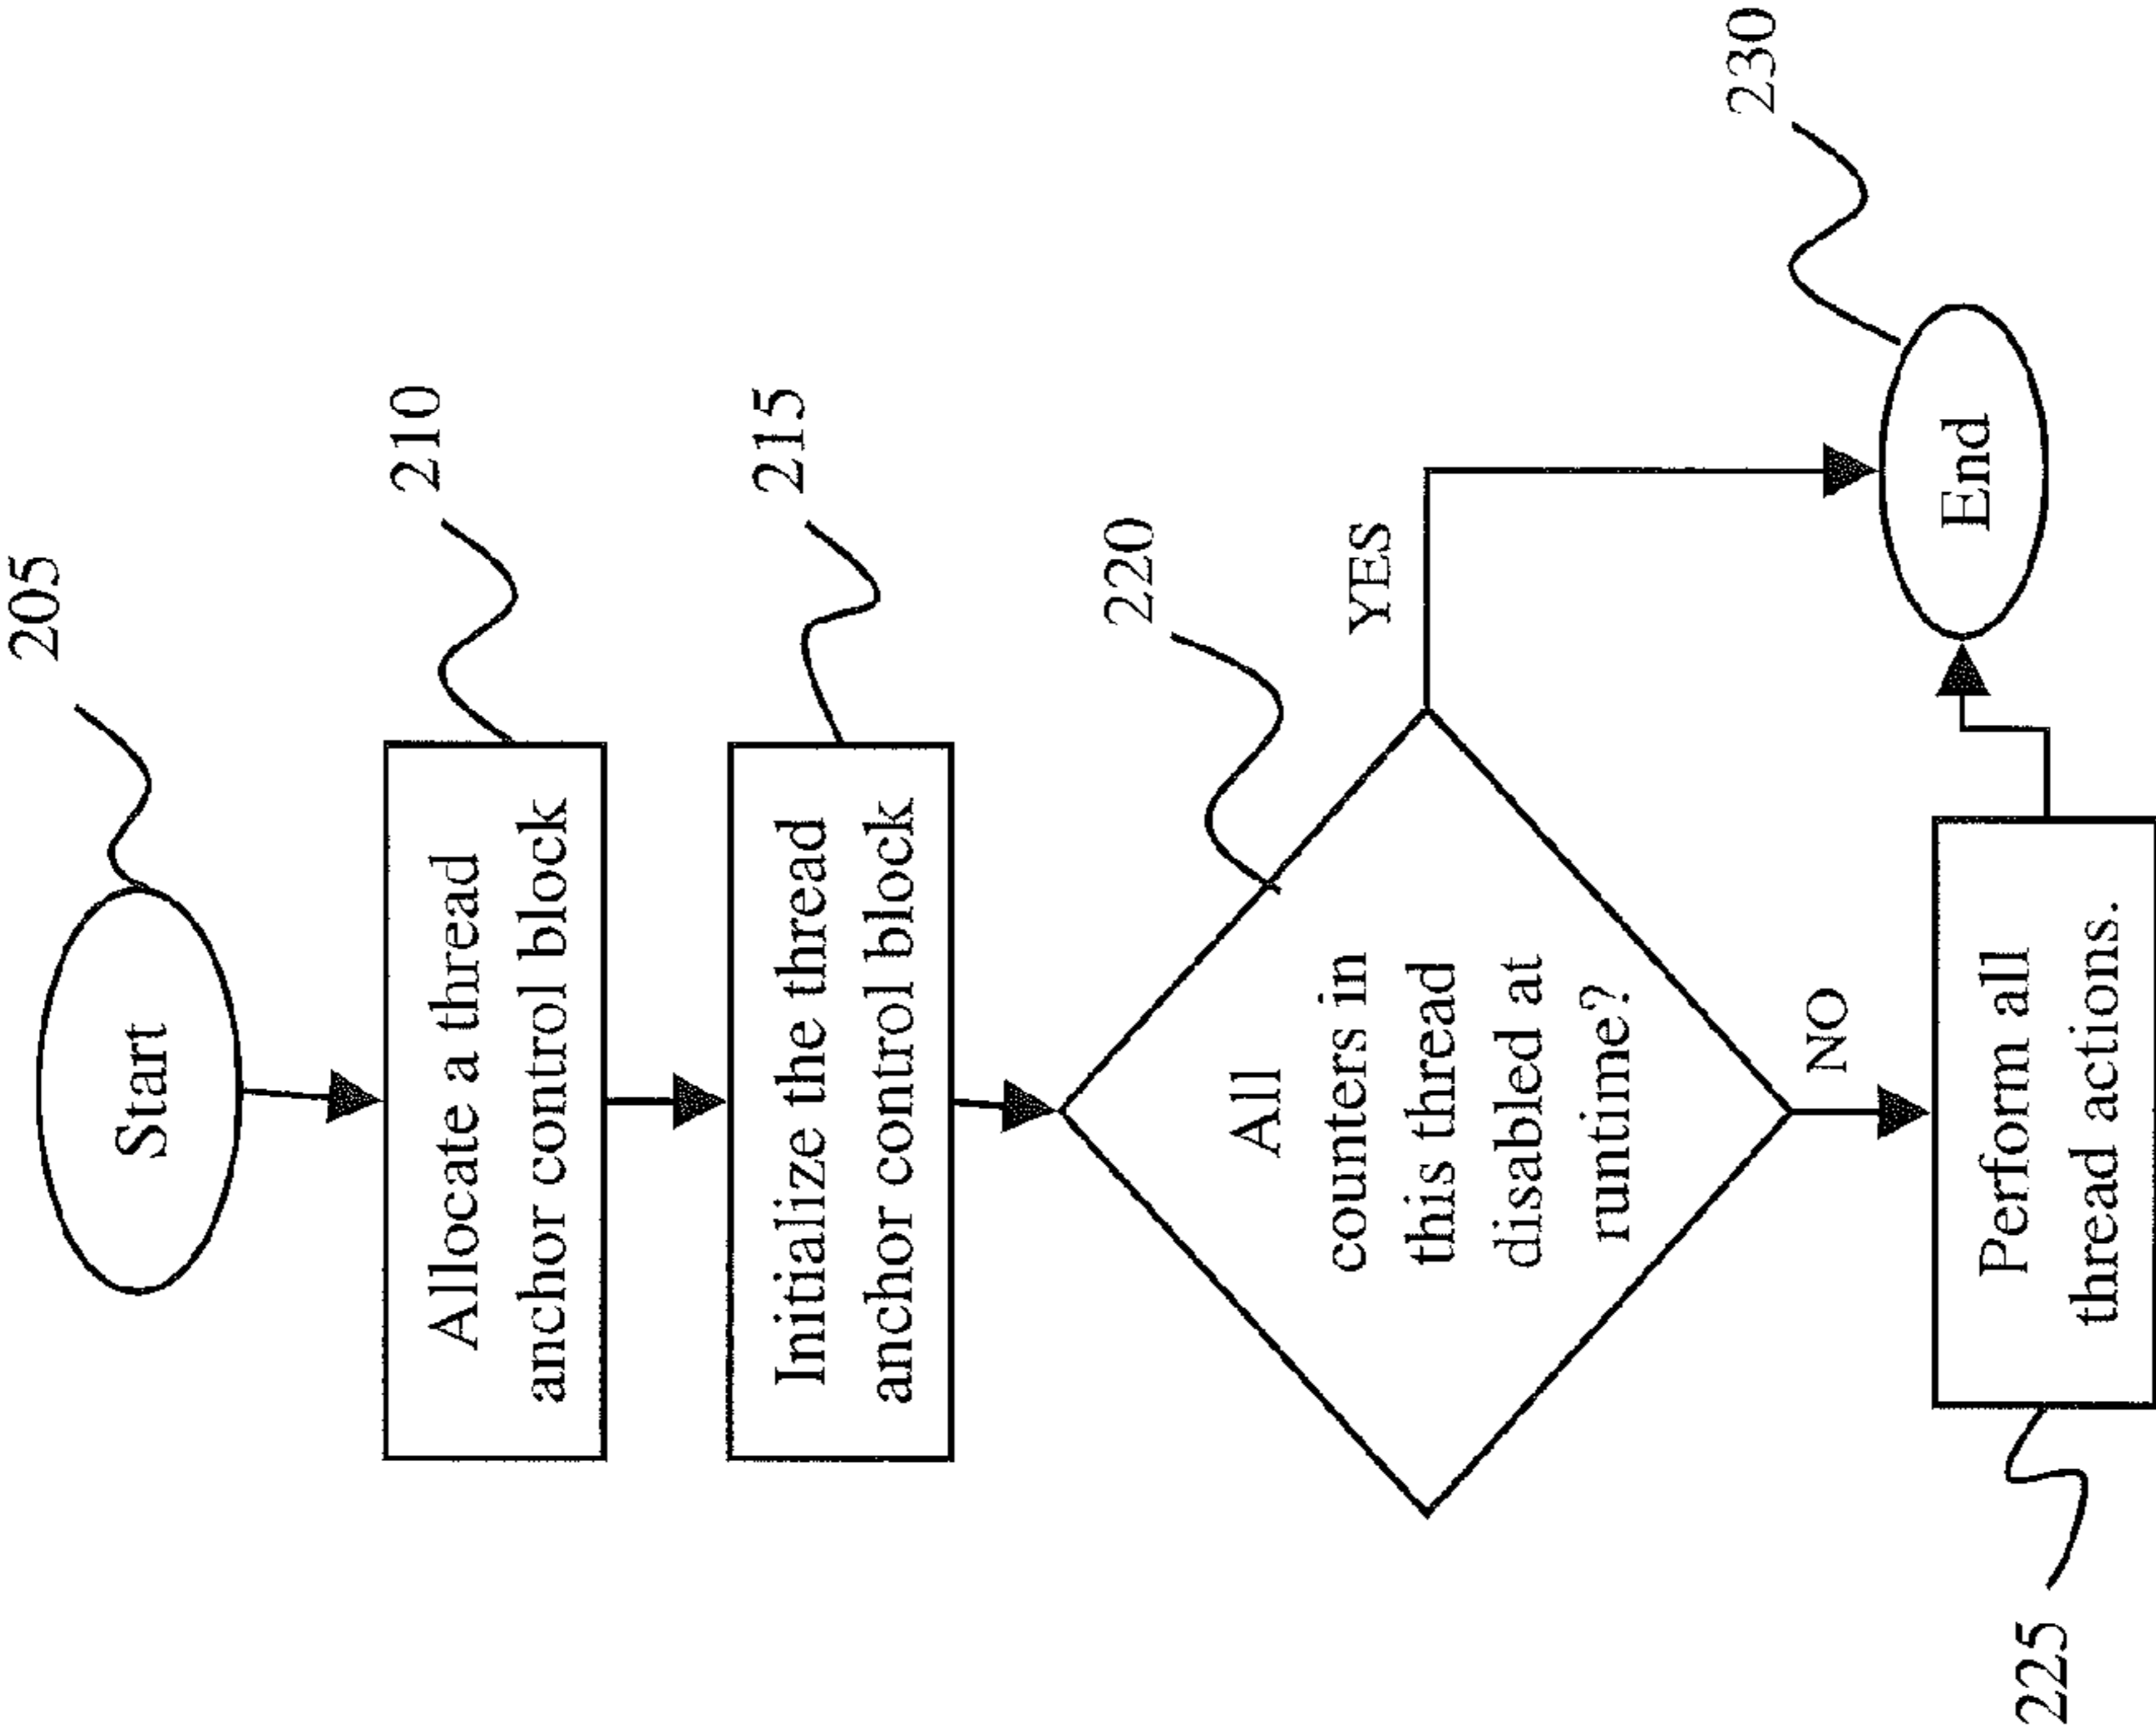 205
Start
210
Allocate a thread
anchor control block
215
Initialize the thread
anchor control block
220
All
counters in
this thread
disabled at
runtime?
YES
NO
225
Perform all
thread actions.
230
End